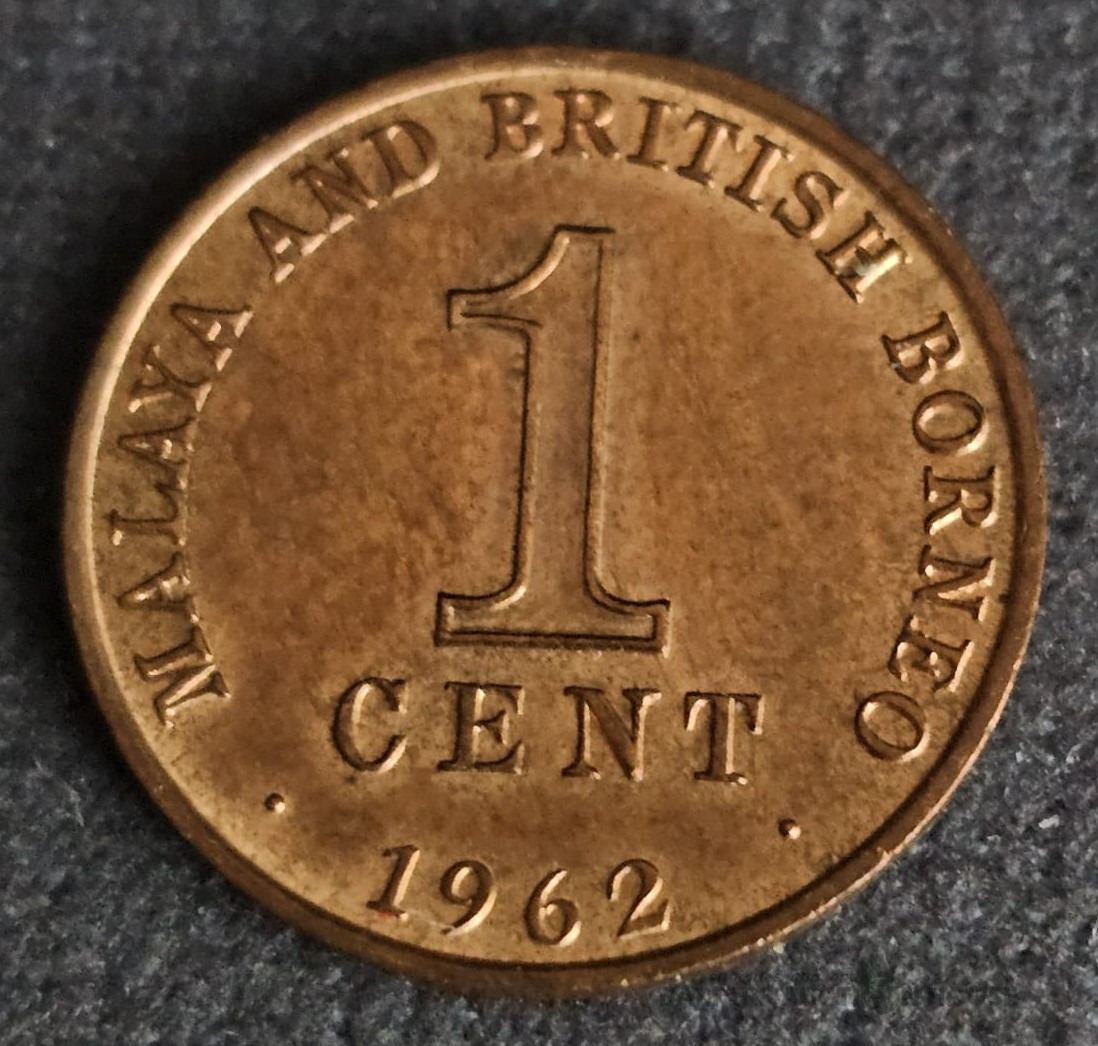 MALAYA AND BRITISH BORNEO
1
CENT
• 1962 •